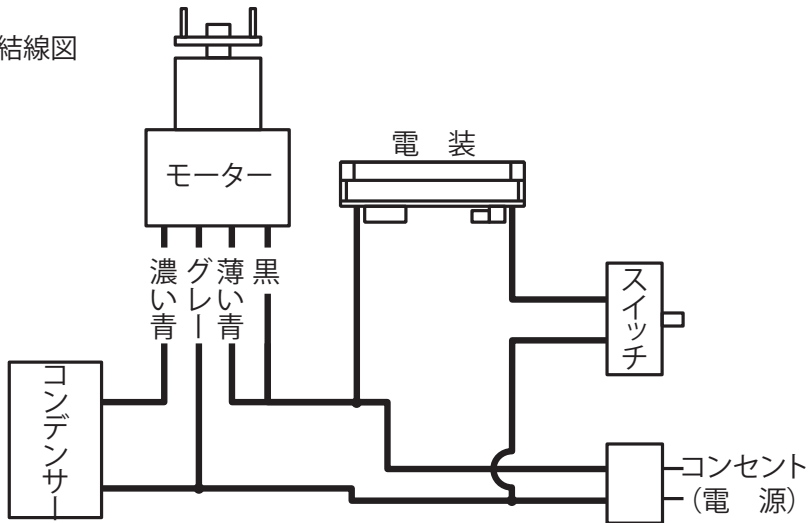 結線図
電　装
モーター
濃い青
グレー
薄い青
黒
スイッチ
コンデンサー
コンセント
(電　源)